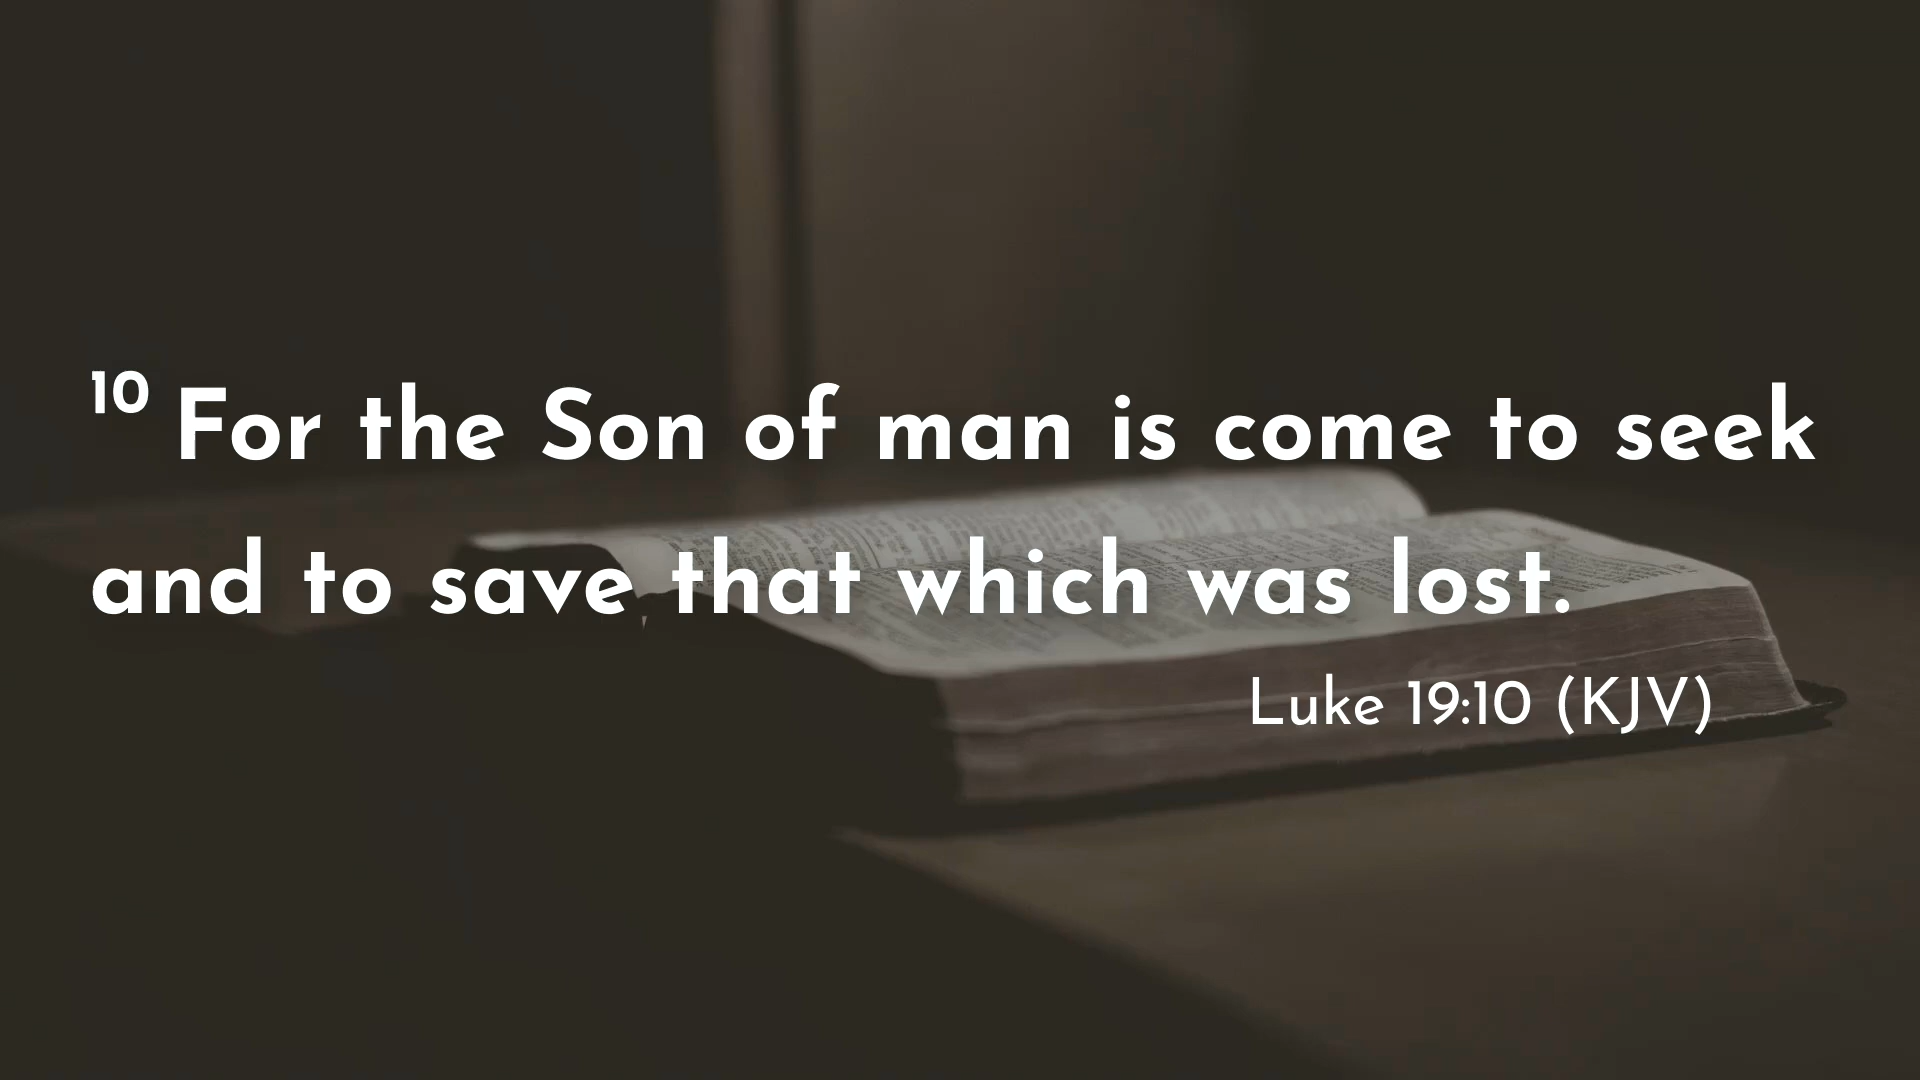 10 For the Son of man is come to seek
and to save that which was lost.
Luke 19:10 (KJV)